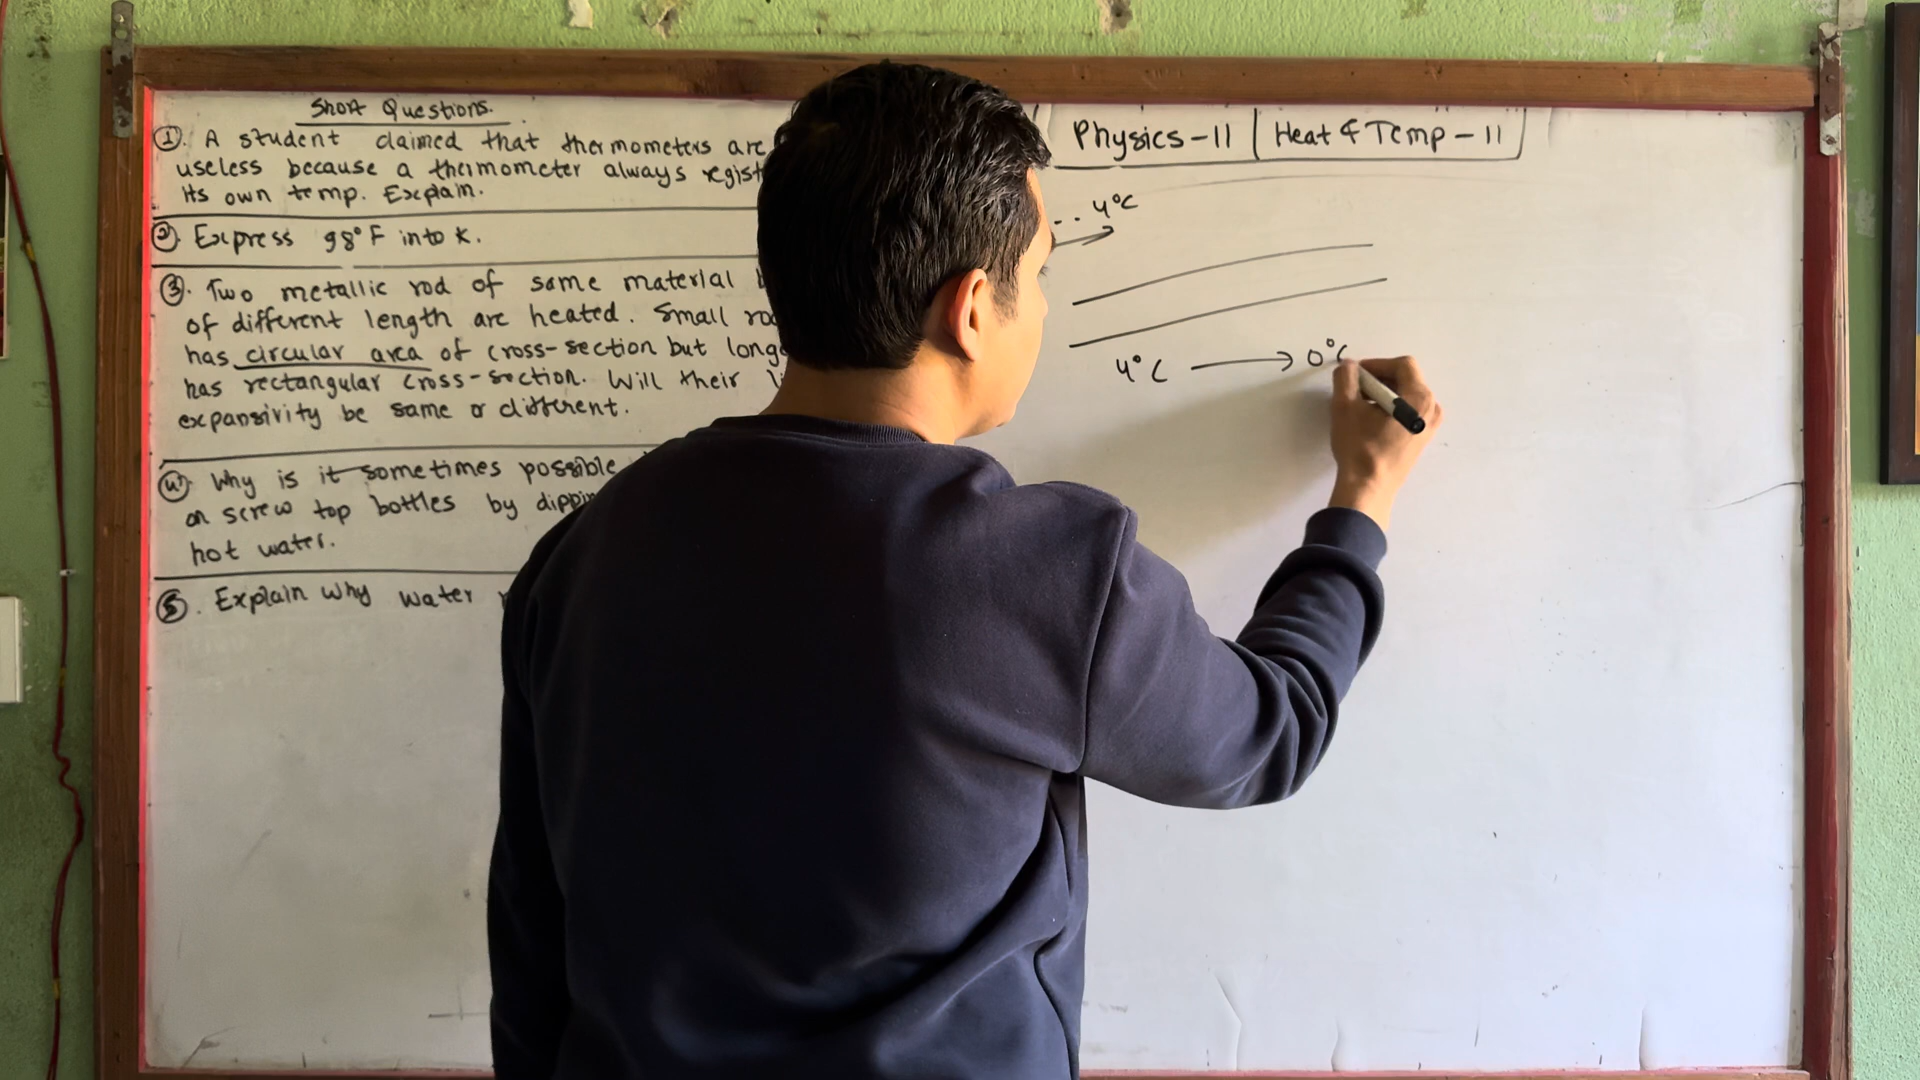 Short Questions.
①. A student claimed that thermometers are
useless because a thermometer always
its own temp. Explain.
②. Express 98°F into K.
③. Two metallic rod of same material
of different length are heated. Small
has circular area of cross-section but
has rectangular cross-section. Will their
expansivity be same or different.
④. Why is it sometimes possible
on screw top bottles by
hot water.
⑤. Explain why water
Physics-11 | Heat & Temp-11
4°C
4°C → 0°C